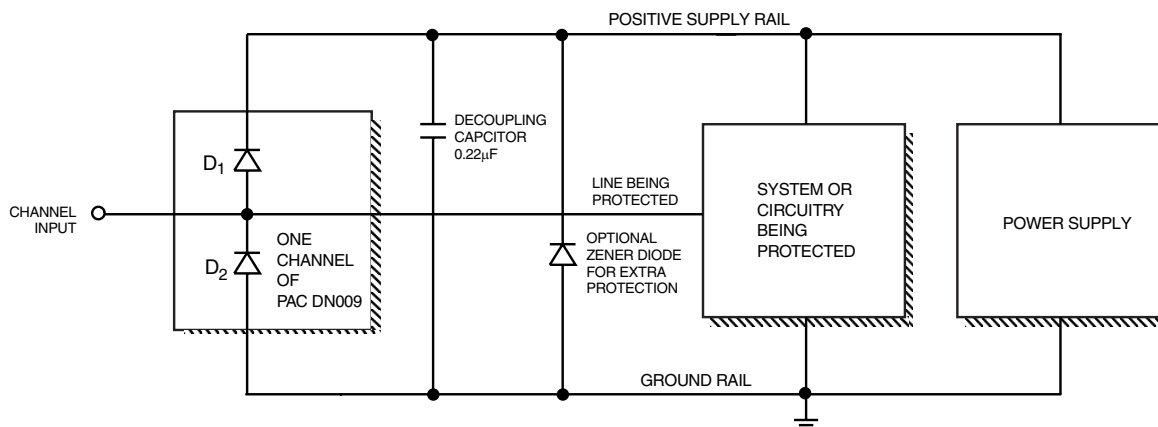 POSITIVE SUPPLY RAIL
DECOUPLING
CAPCITOR
0.22µF
D1
LINE BEING
PROTECTED
SYSTEM OR
CIRCUITRY
BEING
PROTECTED
POWER SUPPLY
CHANNEL
INPUT
ONE
CHANNEL
OF
PAC DN009
D2
OPTIONAL
ZENER DIODE
FOR EXTRA
PROTECTION
GROUND RAIL